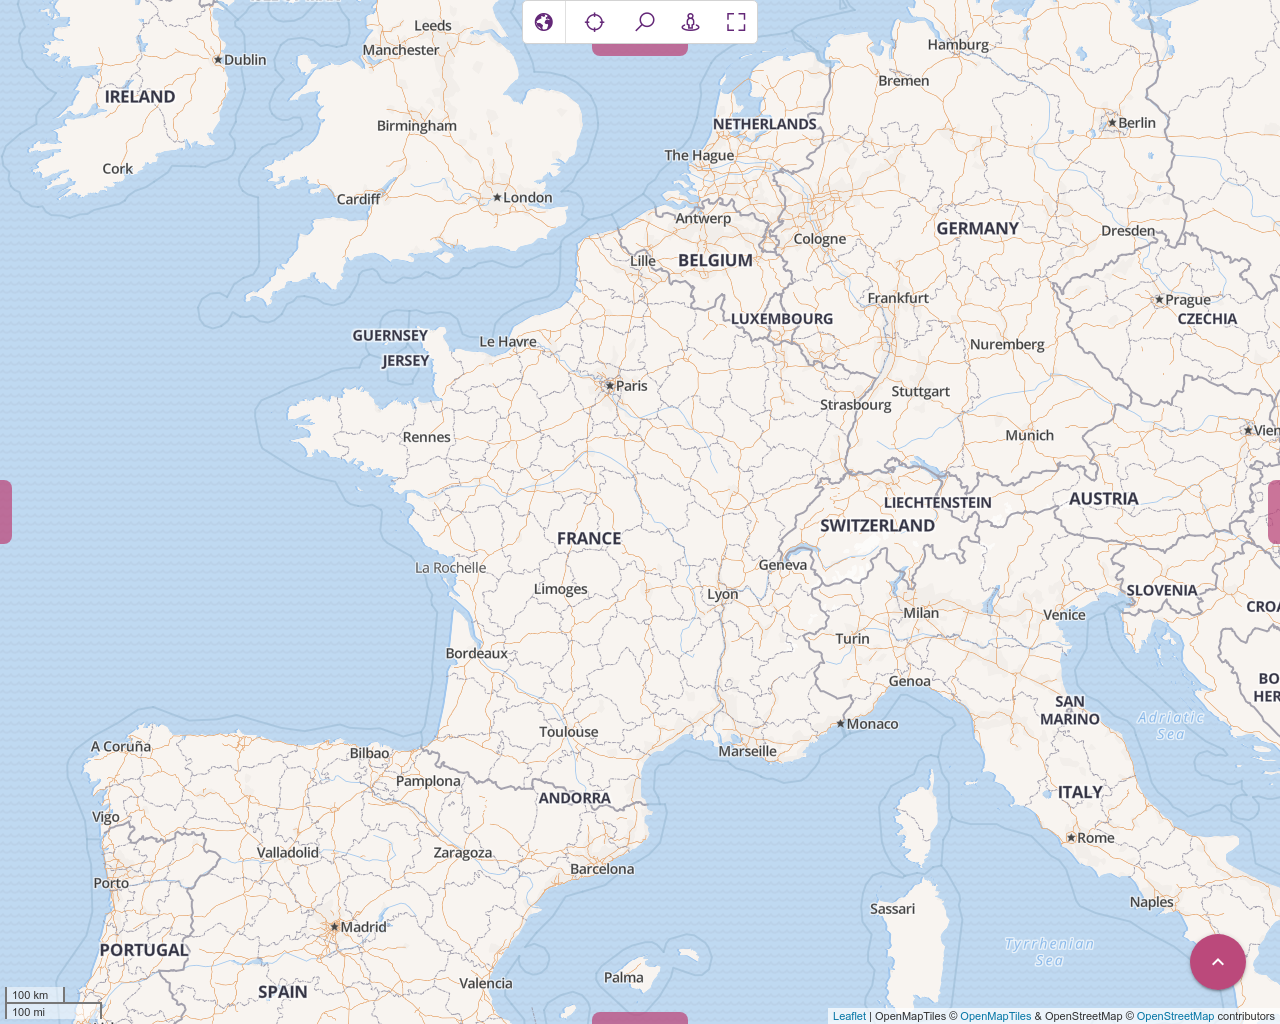 Leeds
Manchester
Dublin
IRELAND
Birmingham
Cork
Cardiff
London
Hamburg
Bremen
NETHERLANDS
Berlin
The Hague
Antwerp
Cologne
GERMANY
Dresden
Lille
BELGIUM
Frankfurt
Prague
LUXEMBOURG
CZECHIA
GUERNSEY
Le Havre
Nuremberg
JERSEY
Paris
Stuttgart
Strasbourg
Rennes
Munich
Vien
LIECHTENSTEIN
AUSTRIA
SWITZERLAND
FRANCE
La Rochelle
Geneva
Limoges
Lyon
SLOVENIA
CROA
Milan
Venice
Turin
Bordeaux
Genoa
BO
HER
SAN
MARINO
Adriatic
Sea
Monaco
Toulouse
Marseille
A Coruña
Bilbao
Pamplona
ANDORRA
ITALY
Vigo
Rome
Valladolid
Zaragoza
Barcelona
Porto
Naples
Sassari
Madrid
Tyrrhenian
Sea
PORTUGAL
Palma
Valencia
SPAIN
100 km
100 mi
Leaflet | OpenMapTiles © OpenMapTiles & OpenStreetMap © OpenStreetMap contributors